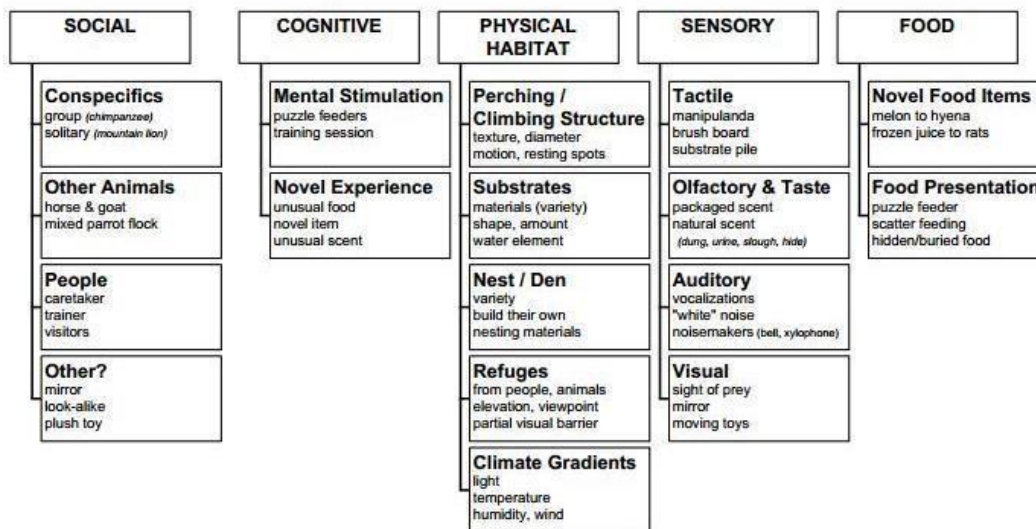 SOCIAL
Conspecifics
group (chimpanzee)
solitary (mountain lion)
Other Animals
horse & goat
mixed parrot flock
People
caretaker
trainer
visitors
Other?
mirror
look-alike
plush toy
COGNITIVE
Mental Stimulation
puzzle feeders
training session
Novel Experience
unusual food
novel item
unusual scent
PHYSICAL
HABITAT
Perching /
Climbing Structure
texture, diameter
motion, resting spots
Substrates
materials (variety)
shape, amount
water element
Nest / Den
variety
build their own
nesting materials
Refuges
from people, animals
elevation, viewpoint
partial visual barrier
Climate Gradients
light
temperature
humidity, wind
SENSORY
Tactile
manipulanda
brush board
substrate pile
Olfactory & Taste
packaged scent
natural scent
(dung, urine, slough, hide)
Auditory
vocalizations
"white" noise
noisemakers (bell, xylophone)
Visual
sight of prey
mirror
moving toys
FOOD
Novel Food Items
melon to hyena
frozen juice to rats
Food Presentation
puzzle feeder
scatter feeding
hidden/buried food